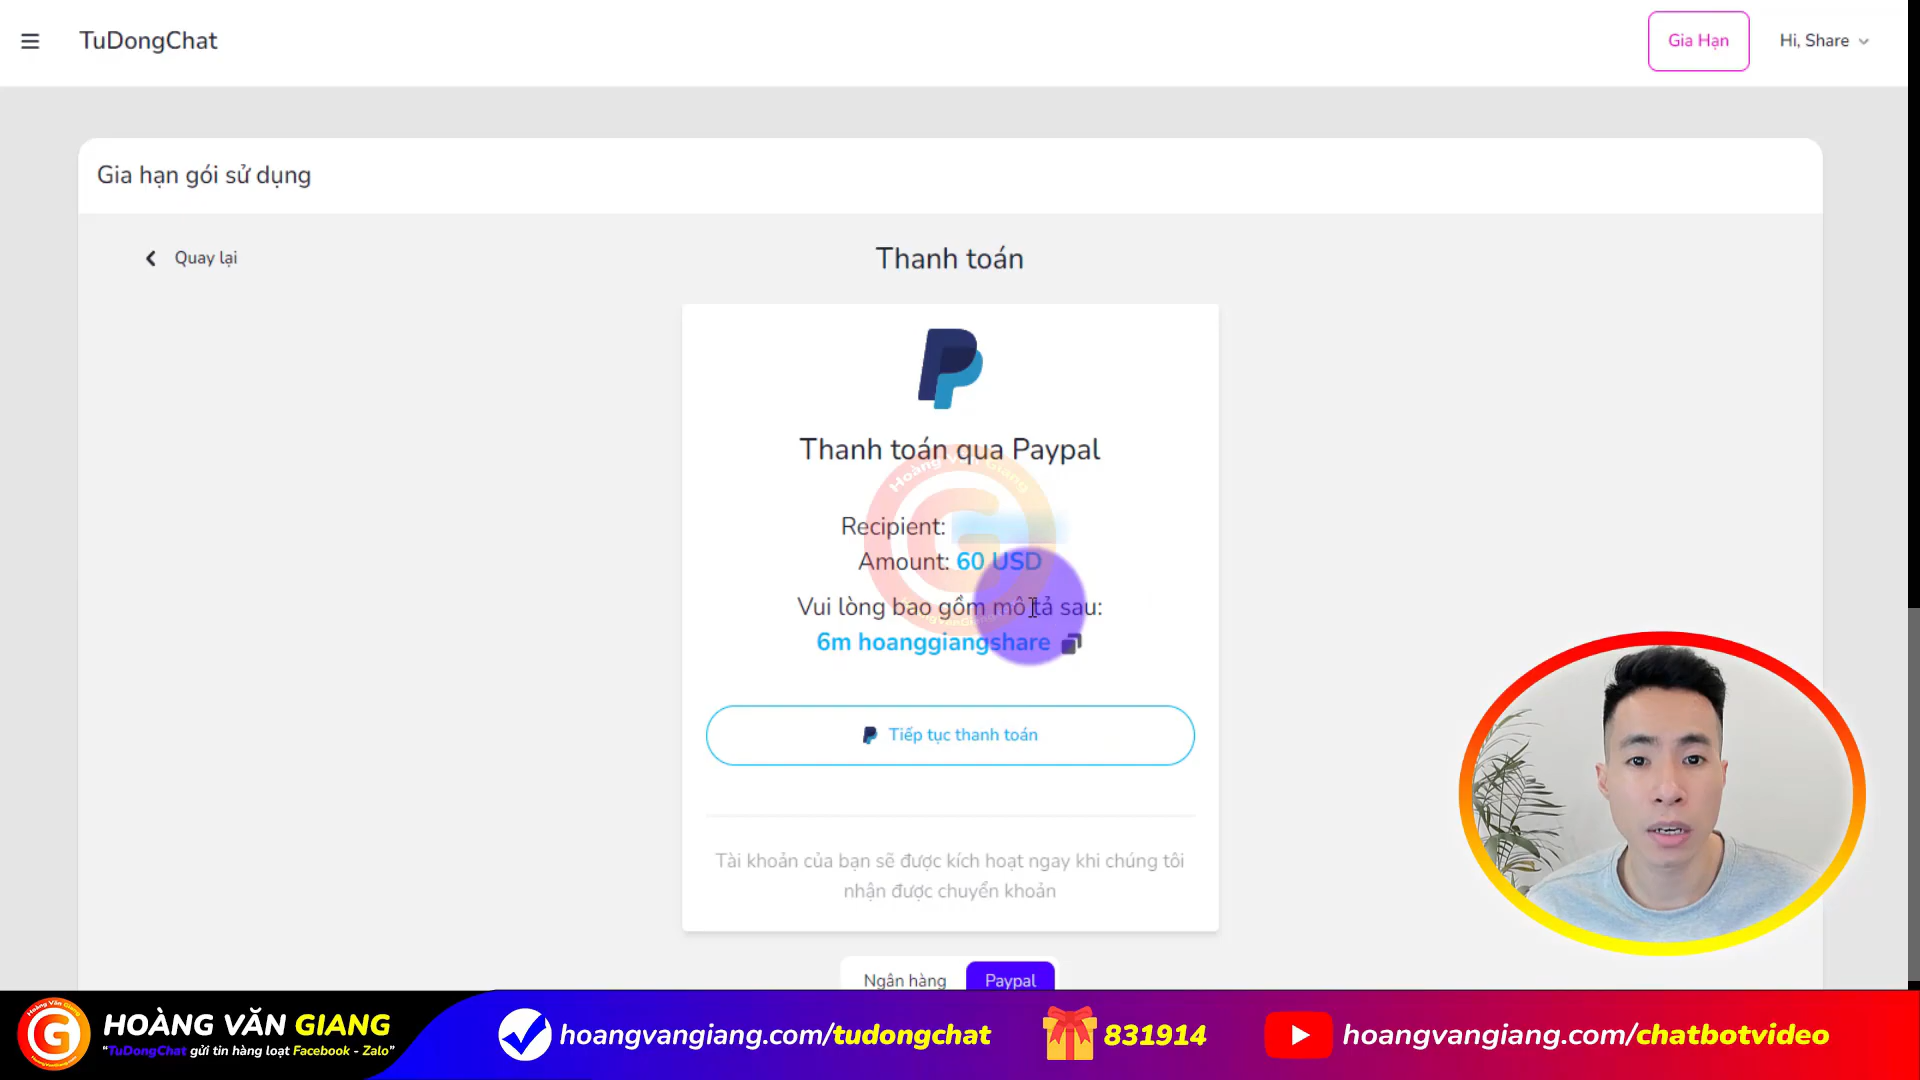 TuDongChat
Gia Hạn
Hi, Share
Gia hạn gói sử dụng
Quay lại
Thanh toán
Thanh toán qua Paypal
Hoàng Văn Giang
Recipient:
Amount: 60 USD
Vui lòng bao gồm mô tả sau:
6m hoanggiangshare
Tiếp tục thanh toán
Tài khoản của bạn sẽ được kích hoạt ngay khi chúng tôi
nhận được chuyển khoản
Ngân hàng
Paypal
HOÀNG VĂN GIANG
“TuDongChat gửi tin hàng loạt Facebook - Zalo”
hoangvangiang.com/tudongchat
831914
hoangvangiang.com/chatbotvideo